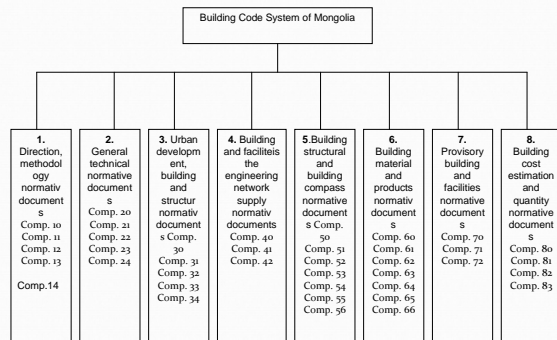 Building Code System of Mongolia
1.
Direction,
methodol
ogy
normativ
document
s
Comp. 10
Comp. 11
Comp. 12
Comp. 13
Comp.14
2.
General
technical
normative
document
s
Comp. 20
Comp. 21
Comp. 22
Comp. 23
Comp. 24
3. Urban
developm
ent,
building
and
structur
normativ
document
s Comp.
30
Comp. 31
Comp. 32
Comp. 33
Comp. 34
4. Building
and faciliteis
the
engineering
network
supply
normativ
documents
Comp. 40
Comp. 41
Comp. 42
5.Building
structural
and
building
compass
normative
document
s Comp.
50
Comp. 51
Comp. 52
Comp. 53
Comp. 54
Comp. 55
Comp. 56
6.
Building
material
and
products
normativ
document
s
Comp. 60
Comp. 61
Comp. 62
Comp. 63
Comp. 64
Comp. 65
Comp. 66
7.
Provisory
building
and
facilities
normative
document
s
Comp. 70
Comp. 71
Comp. 72
8.
Building
cost
estimation
and
quantity
normative
document
s
Comp. 80
Comp. 81
Comp. 82
Comp. 83